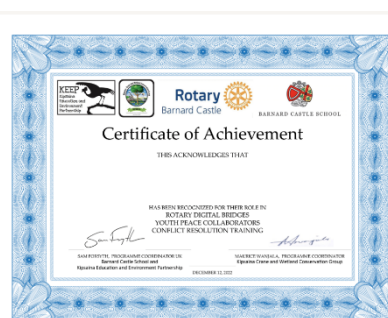 KEEP
Education and
Environment
Partnership
Rotary
Barnard Castle
BARNARD CASTLE SCHOOL
Certificate of Achievement
THIS ACKNOWLEDGES THAT
HAS BEEN RECOGNIZED FOR THEIR ROLE IN
ROTARY DIGITAL BRIDGES
YOUTH PEACE COLLABORATORS
CONFLICT RESOLUTION TRAINING
SAM FORSYTH, PROGRAMME COORDINATOR UK
Barnard Castle School and
Kipsaina Education and Environment Partnership
MAURICE WANJALA, PROGRAMME COORDINATOR
Kipsaina Crane and Wetland Conservation Group
DECEMBER 12, 2022